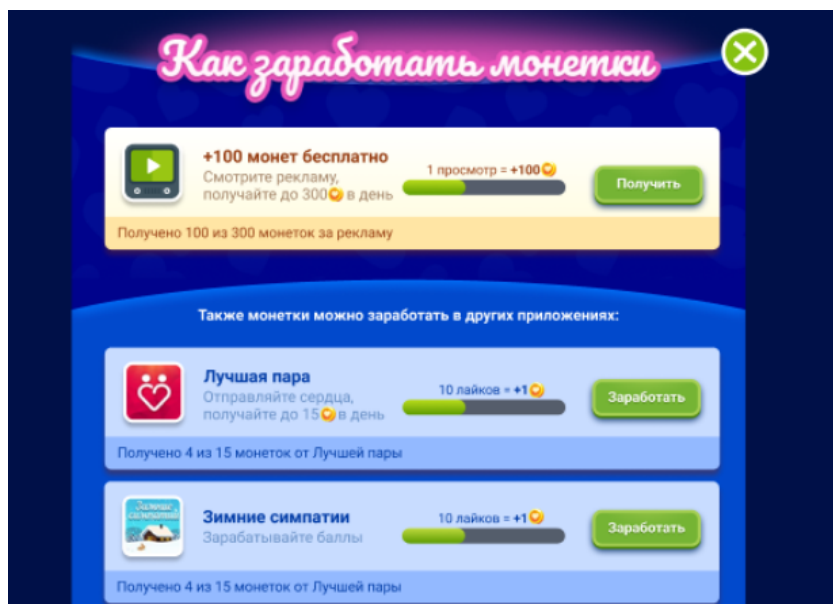 Как заработать монетки
+100 монет бесплатно
Смотрите рекламу,
получайте до 300 в день
1 просмотр = +100
Получить
Получено 100 из 300 монеток за рекламу
Также монетки можно заработать в других приложениях:
Лучшая пара
Отправляйте сердца,
получайте до 15 в день
10 лайков = +1
Заработать
Получено 4 из 15 монеток от Лучшей пары
Зимние
симпатии
Зимние симпатии
Зарабатывайте баллы
10 лайков = +1
Заработать
Получено 4 из 15 монеток от Лучшей пары